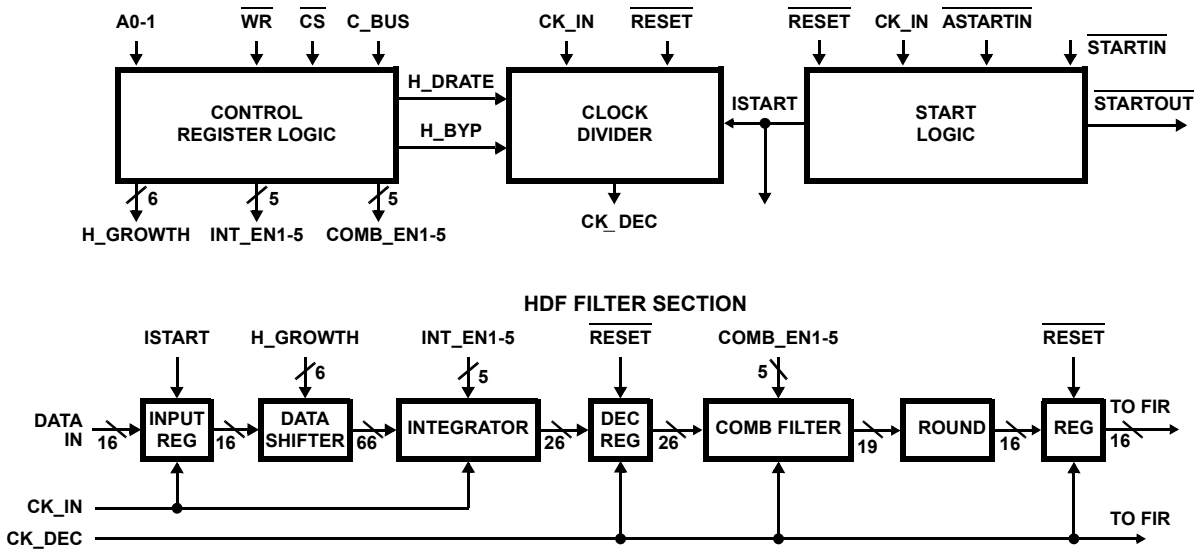 A0-1 WR CS C_BUS CK_IN RESET RESET CK_IN ASTARTIN STARTIN
CONTROL
REGISTER LOGIC
H_DRATE
H_BYP
CLOCK
DIVIDER
ISTART
START
LOGIC
STARTOUT
6 5 5
H_GROWTH INT_EN1-5 COMB_EN1-5
CK_DEC
HDF FILTER SECTION
ISTART H_GROWTH INT_EN1-5 RESET COMB_EN1-5 RESET
6 5 5
DATA
IN
16
INPUT
REG
16
DATA
SHIFTER
66
INTEGRATOR
26
DEC
REG
26
COMB FILTER
19
ROUND
16
REG
TO FIR
16
CK_IN
CK_DEC
TO FIR